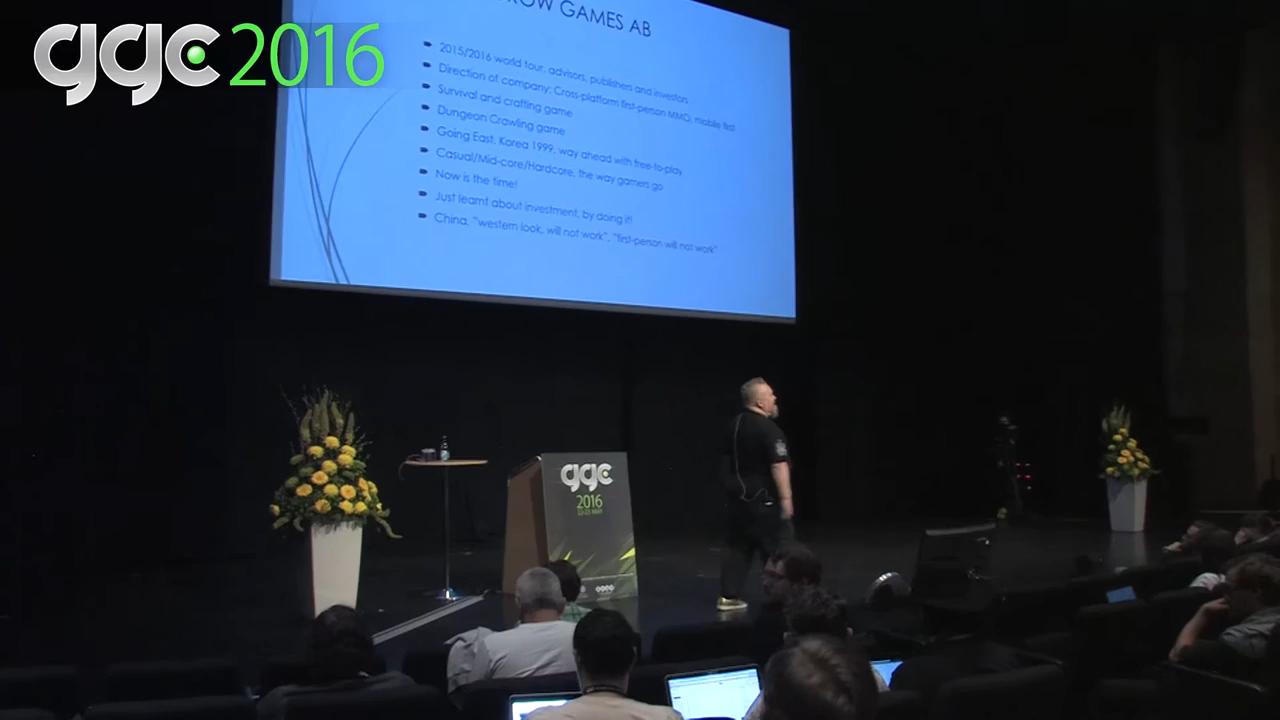 ggc 2016
GAMES AB
2015/2016 world tour, advisors, publishers and investors
Direction of company: Cross-platform first-person MMO, mobile first
Survival and crafting game
Dungeon Crawling game
Going East, Korea 1999, way ahead with free-to-play
Casual/Mid-core/Hardcore, the way gamers go
Now is the time!
Just learnt about investment, by doing it!
China, "western look, will not work", "first-person will not work"
ggc
2016